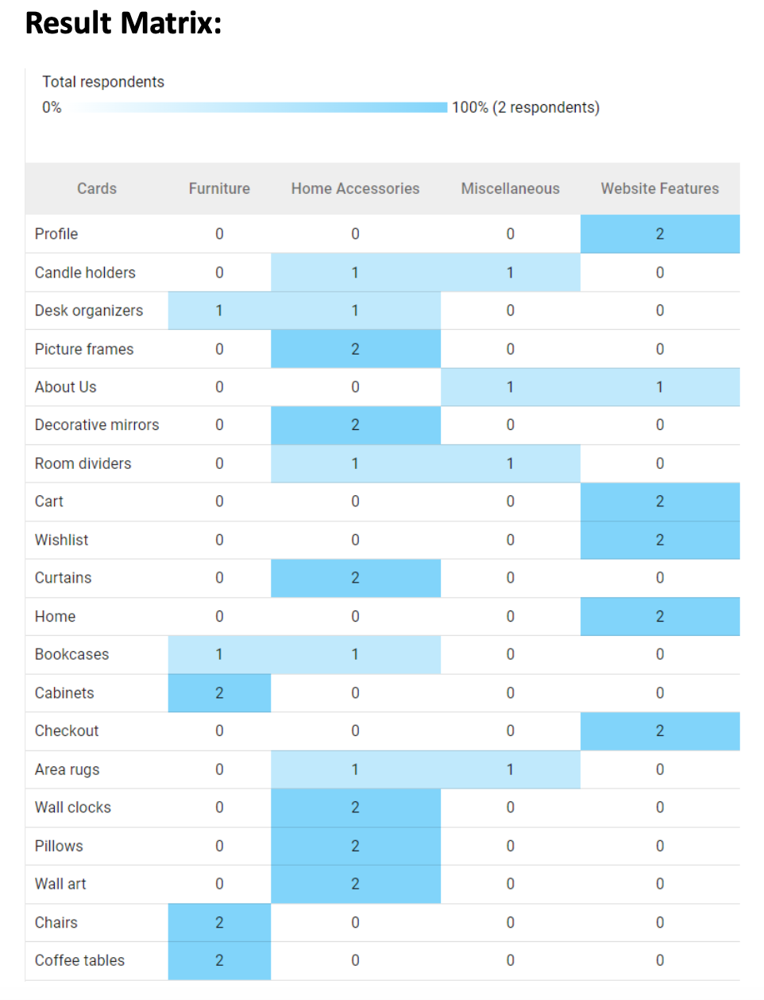 Result Matrix:
Total respondents
0% 100% (2 respondents)
Cards Furniture Home Accessories Miscellaneous Website Features
Profile 0 0 0 2
Candle holders 0 1 1 0
Desk organizers 1 1 0 0
Picture frames 0 2 0 0
About Us 0 0 1 1
Decorative mirrors 0 2 0 0
Room dividers 0 1 1 0
Cart 0 0 0 2
Wishlist 0 0 0 2
Curtains 0 2 0 0
Home 0 0 0 2
Bookcases 1 1 0 0
Cabinets 2 0 0 0
Checkout 0 0 0 2
Area rugs 0 1 1 0
Wall clocks 0 2 0 0
Pillows 0 2 0 0
Wall art 0 2 0 0
Chairs 2 0 0 0
Coffee tables 2 0 0 0